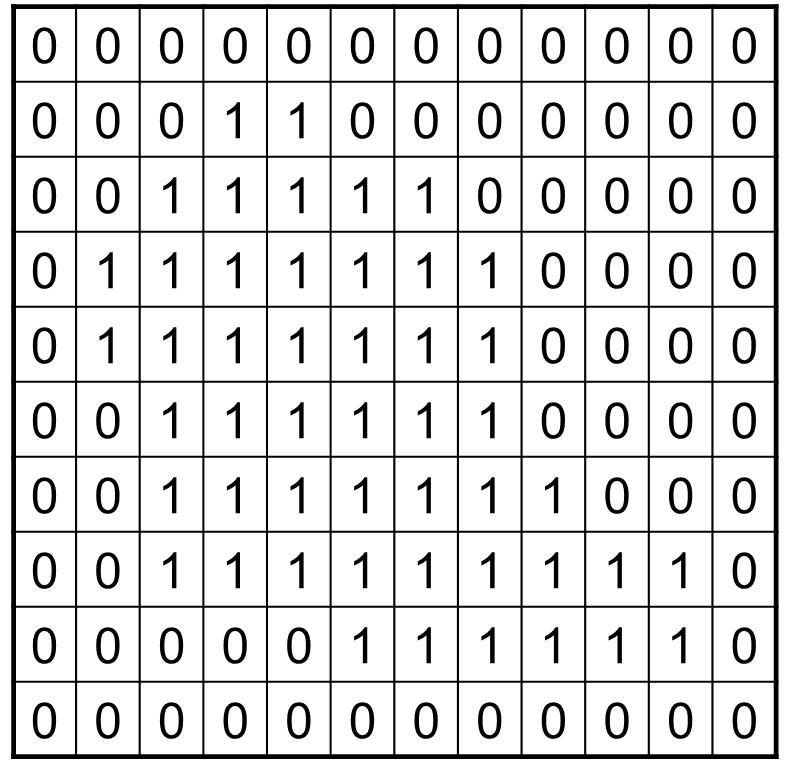 0 0 0 0 0 0 0 0 0 0 0 0
0 0 0 1 1 0 0 0 0 0 0 0
0 0 1 1 1 1 1 0 0 0 0 0
0 1 1 1 1 1 1 1 0 0 0 0
0 1 1 1 1 1 1 1 0 0 0 0
0 0 1 1 1 1 1 1 0 0 0 0
0 0 1 1 1 1 1 1 1 0 0 0
0 0 1 1 1 1 1 1 1 1 1 0
0 0 0 0 0 1 1 1 1 1 1 0
0 0 0 0 0 0 0 0 0 0 0 0